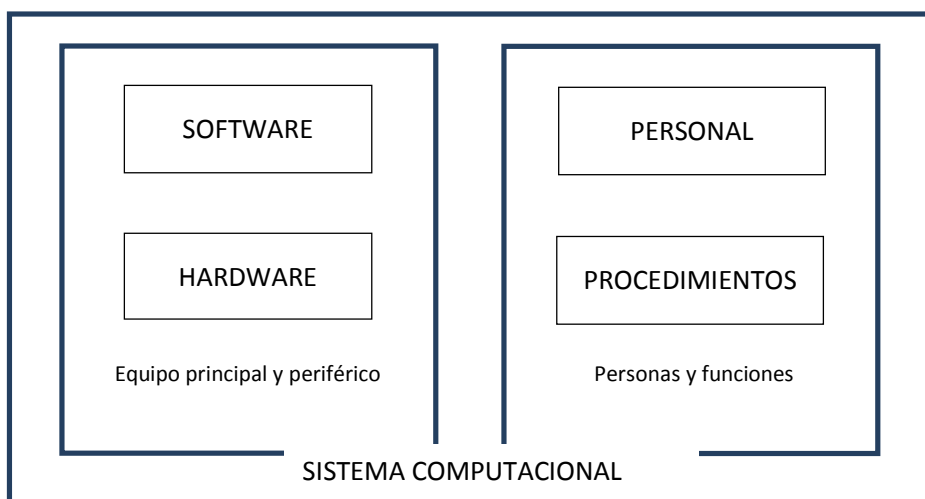 SOFTWARE
HARDWARE
Equipo principal y periférico
PERSONAL
PROCEDIMIENTOS
Personas y funciones
SISTEMA COMPUTACIONAL